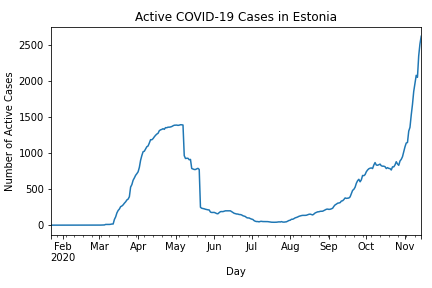 Active COVID-19 Cases in Estonia
Number of Active Cases
2500
2000
1500
1000
500
0
Feb Mar Apr May Jun Jul Aug Sep Oct Nov
2020
Day